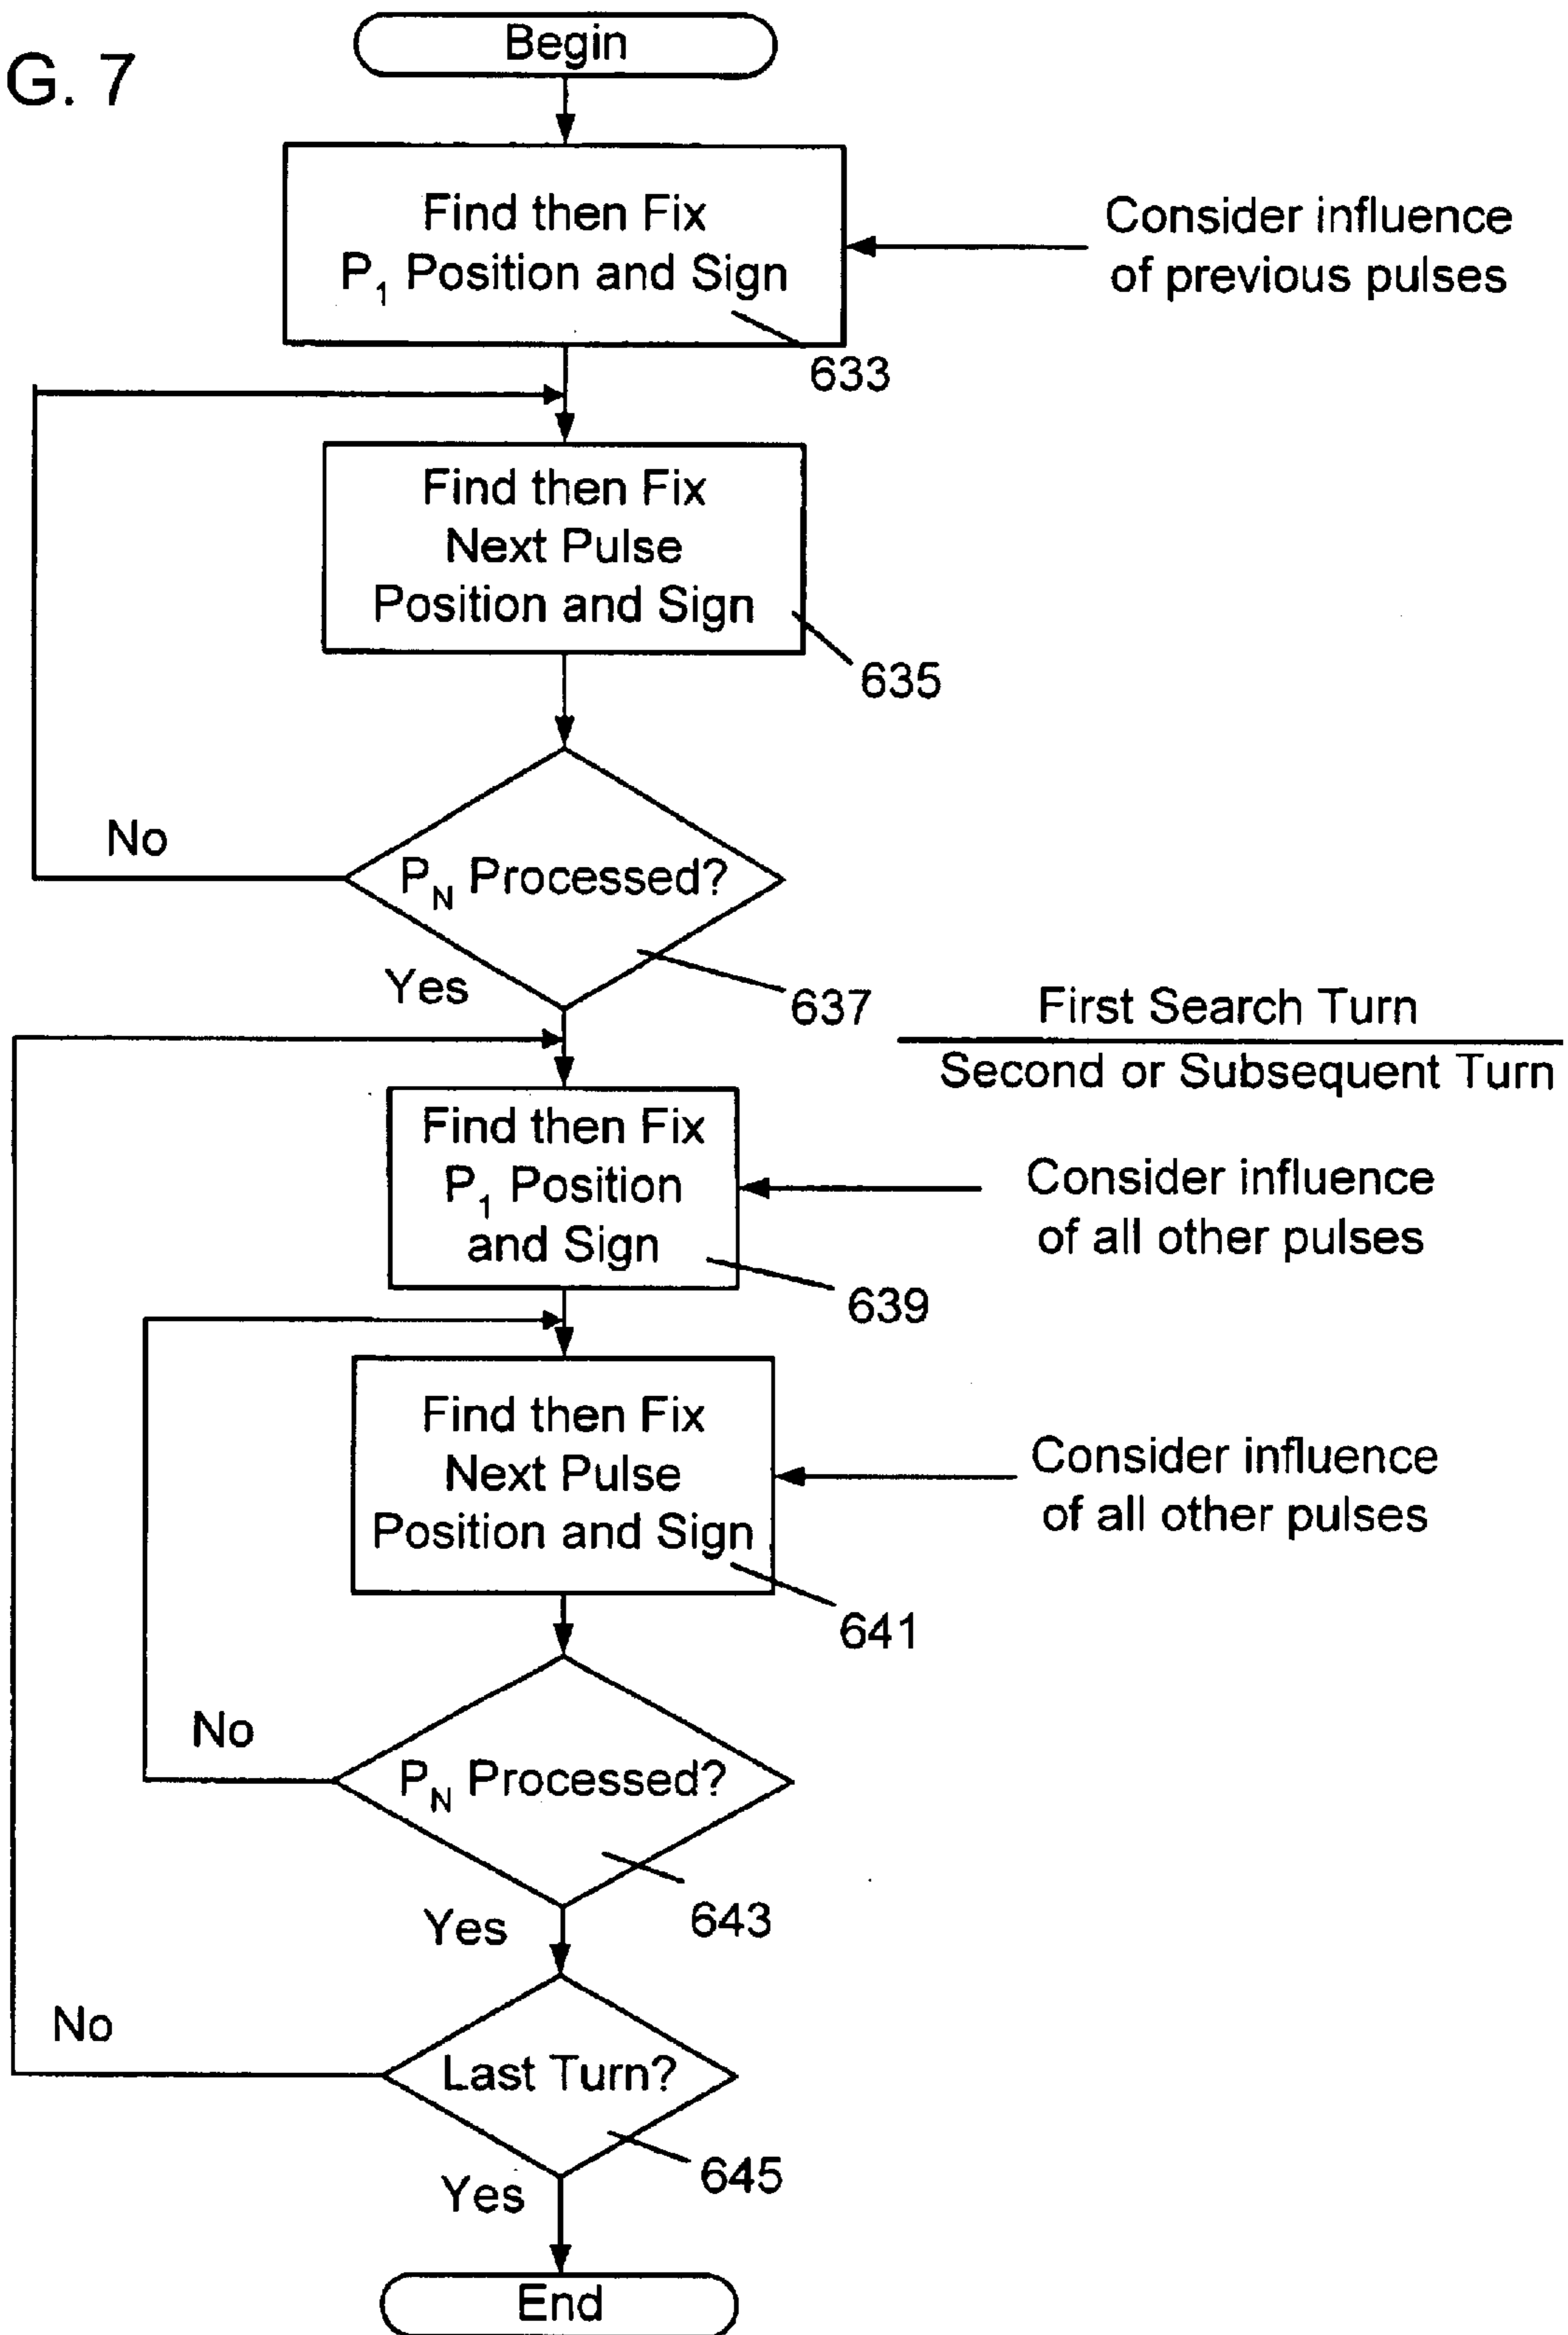 G. 7
Begin
Find then Fix
P1 Position and Sign
633
Consider influence
of previous pulses
Find then Fix
Next Pulse
Position and Sign
635
No
PN Processed?
637
Yes
First Search Turn
Second or Subsequent Turn
Find then Fix
P1 Position
and Sign
639
Consider influence
of all other pulses
Find then Fix
Next Pulse
Position and Sign
641
Consider influence
of all other pulses
No
PN Processed?
643
Yes
No
Last Turn?
645
Yes
End